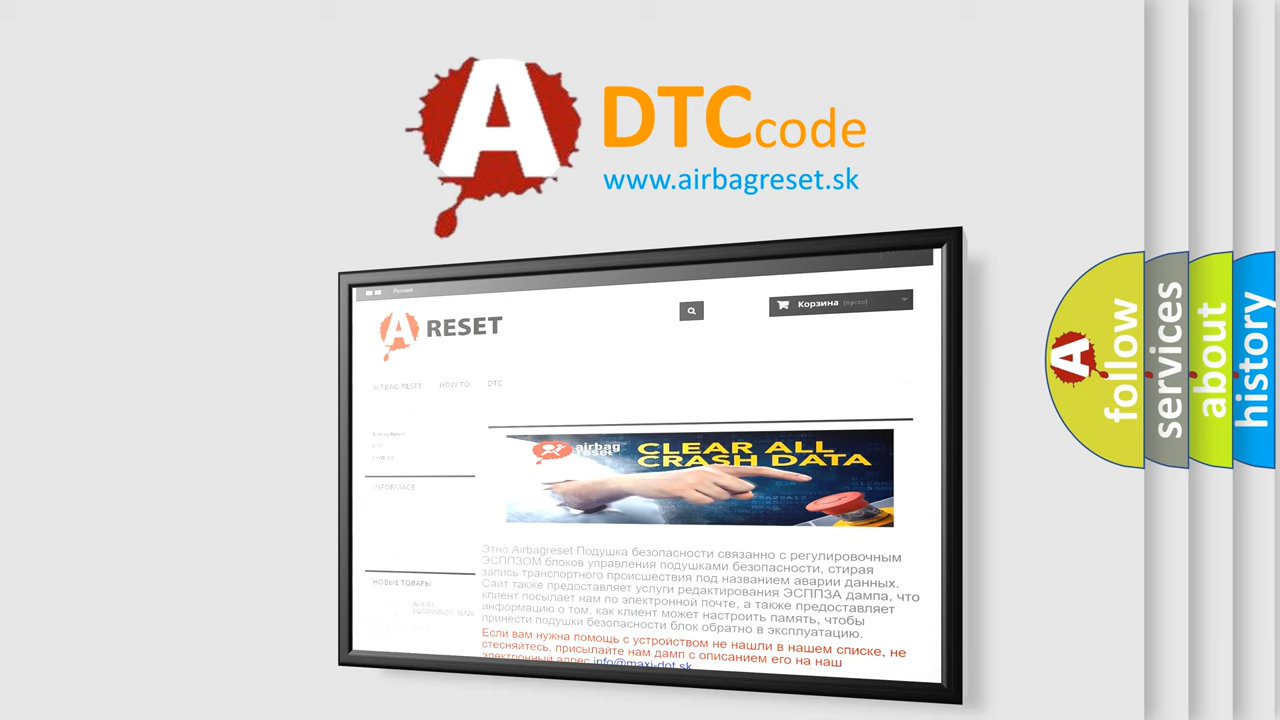 A DTCcode
www.airbagreset.sk
Русский
A RESET
Корзина (пусто)
AIRBAG RESET HOW TO DTC
Airbag Reset
HOW TO
INFORMACE
airbag reset
CLEAR ALL
CRASH DATA
НОВЫЕ ТОВАРЫ
Этно Airbagreset Подушка безопасности связанно с регулировочным
ЭСППЗОМ блоков управления подушками безопасности, стирая
запись транспортного происшествия под названием аварии данных.
Сайт также предоставляет услуги редактирования ЭСППЗА дампа, что
клиент посылает нам по электронной почте, а также предоставляет
информацию о том, как клиент может настроить память, чтобы
принести подушки безопасности блок обратно в эксплуатацию.
Если вам нужна помощь с устройством не нашли в нашем списке, не
стесняйтесь, присылайте нам дамп с описанием его на наш
электронный адрес info@maxi-dot.sk
A follow
services
about
history